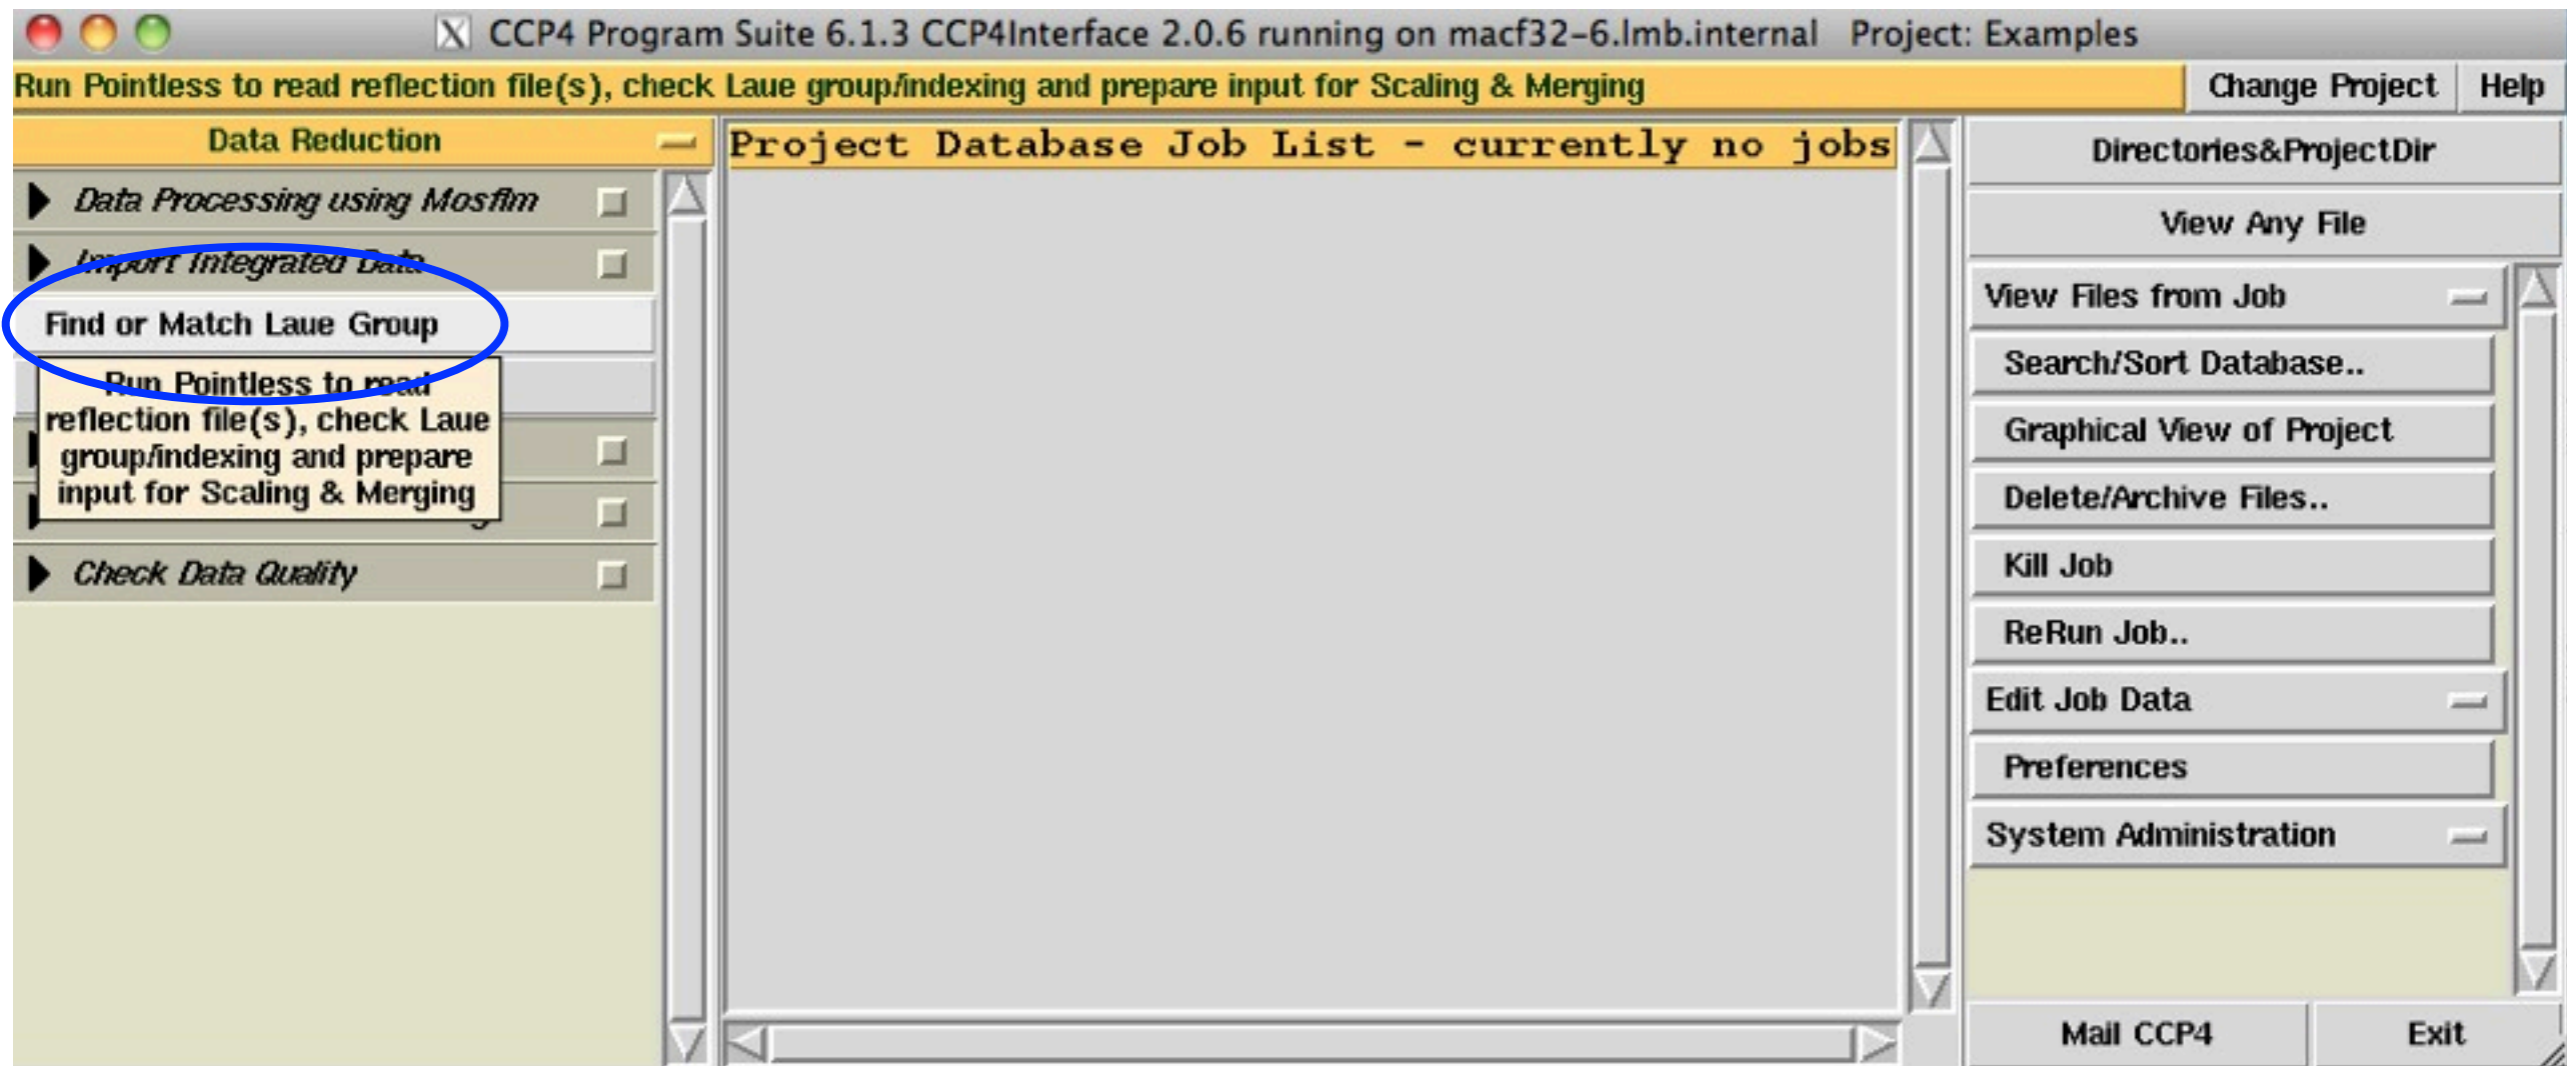 CCP4 Program Suite 6.1.3 CCP4Interface 2.0.6 running on macf32-6.lmb.internal Project: Examples
Run Pointless to read reflection file(s), check Laue group/indexing and prepare input for Scaling & Merging
Change Project
Help
Data Reduction
Data Processing using Mosflm
Import Integrated Data
Find or Match Laue Group
Run Pointless to read
reflection file(s), check Laue
group/indexing and prepare
input for Scaling & Merging
Check Data Quality
Project Database Job List - currently no jobs
Directories&ProjectDir
View Any File
View Files from Job
Search/Sort Database..
Graphical View of Project
Delete/Archive Files..
Kill Job
ReRun Job..
Edit Job Data
Preferences
System Administration
Mail CCP4
Exit